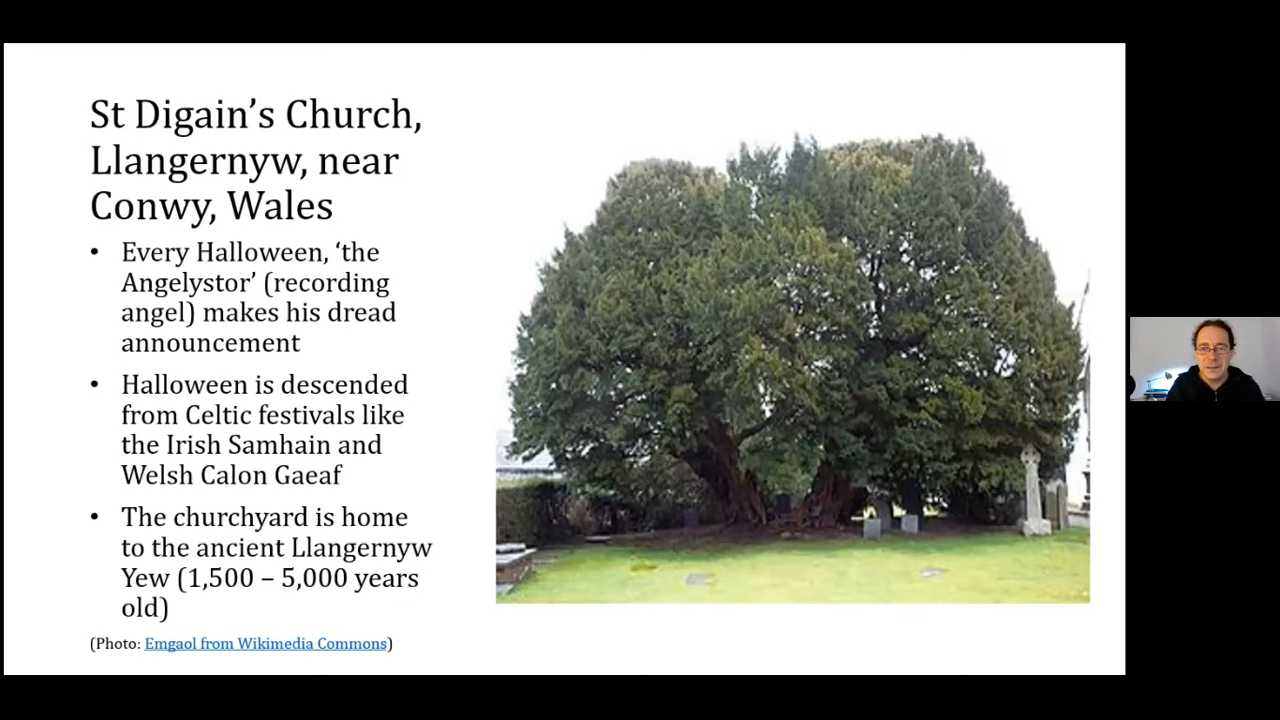 St Digain’s Church,
Llangernyw, near
Conwy, Wales
• Every Halloween, ‘the
Angelystor’ (recording
angel) makes his dread
announcement
• Halloween is descended
from Celtic festivals like
the Irish Samhain and
Welsh Calon Gaeaf
• The churchyard is home
to the ancient Llangernyw
Yew (1,500 – 5,000 years
old)
(Photo: Emgaol from Wikimedia Commons)